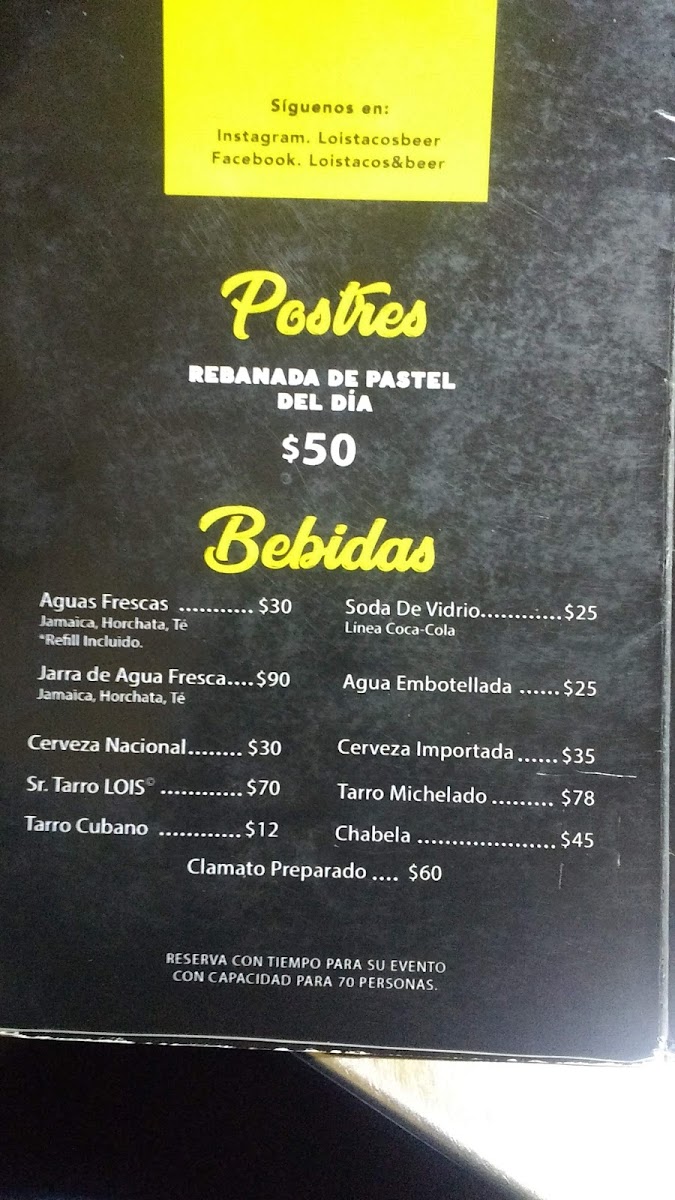 Síguenos en:
Instagram. Loistacosbeer
Facebook. Loistacos&beer
Postres
REBANADA DE PASTEL
DEL DÍA
$50
Bebidas
Aguas Frescas ........... $30
Jamaica, Horchata, Té
*Refill Incluido.
Soda De Vidrio............$25
Línea Coca-Cola
Jarra de Agua Fresca....$90
Jamaica, Horchata, Té
Agua Embotellada ......$25
Cerveza Nacional........ $30
Cerveza Importada......$35
Sr. Tarro LOIS© ............$70
Tarro Michelado ......... $78
Tarro Cubano ............ $12
Chabela ....................$45
Clamato Preparado .... $60
RESERVA CON TIEMPO PARA SU EVENTO
CON CAPACIDAD PARA 70 PERSONAS.